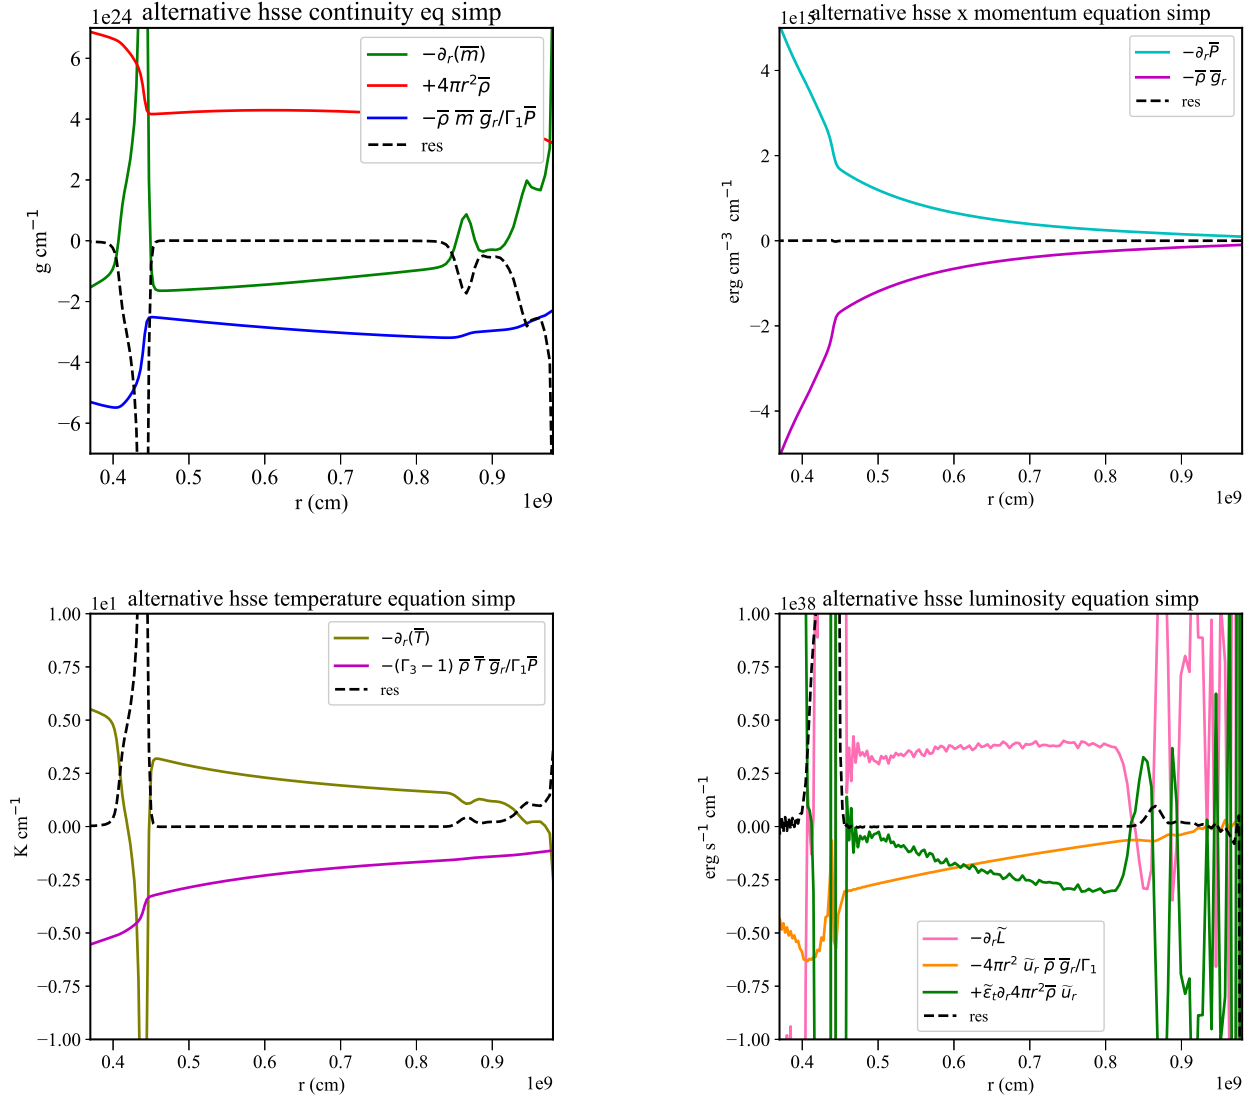 1e24 alternative hsse continuity eq simp
6
4
2
0
−2
−4
−6
g cm⁻¹
−∂ᵣ(m̅)
+4πr²ρ̅
−ρ̅ m̅ g̅ᵣ/Γ₁P̅
res
0.4 0.5 0.6 0.7 0.8 0.9
r (cm) 1e9
1e15 alternative hsse x momentum equation simp
4
2
0
−2
−4
erg cm⁻³ cm⁻¹
−∂ᵣP̅
−ρ̅ g̅ᵣ
res
0.4 0.5 0.6 0.7 0.8 0.9
r (cm) 1e9
1e1 alternative hsse temperature equation simp
1.00
0.75
0.50
0.25
0.00
−0.25
−0.50
−0.75
−1.00
K cm⁻¹
−∂ᵣ(T̅)
−(Γ₃ − 1) ρ̅ T̅ g̅ᵣ/Γ₁P̅
res
0.4 0.5 0.6 0.7 0.8 0.9
r (cm) 1e9
1e38 alternative hsse luminosity equation simp
1.00
0.75
0.50
0.25
0.00
−0.25
−0.50
−0.75
−1.00
erg s⁻¹ cm⁻¹
−∂ᵣL̃
−4πr² ũᵣ ρ̅ g̅ᵣ/Γ₁
+ε̃ₜ∂ᵣ4πr²ρ̅ ũᵣ
res
0.4 0.5 0.6 0.7 0.8 0.9
r (cm) 1e9